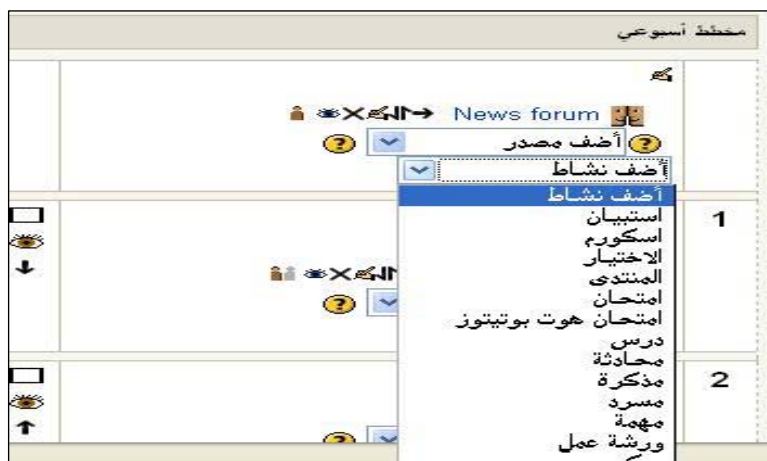 مخطط أسبوعي
News forum
أضف مصدر
أضف نشاط
أضف نشاط
استبيان
اسكورم
الاختيار
المنتدى
امتحان
امتحان هوت بوتيتوز
درس
محادثة
مذكرة
مسرد
مهمة
ورشة عمل
1
2